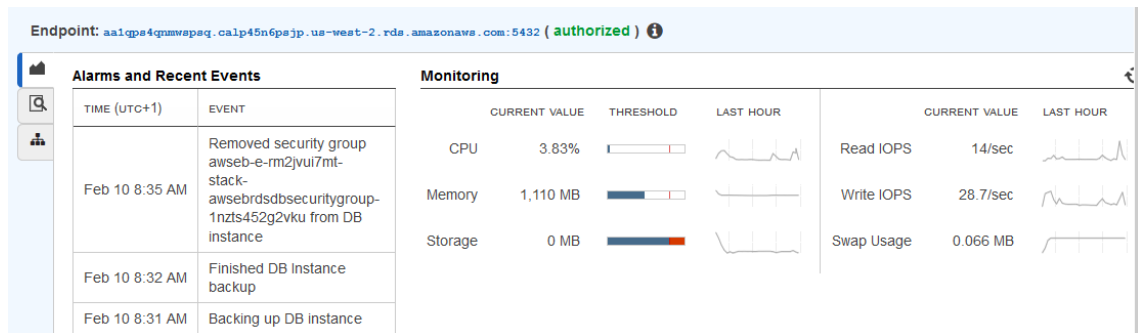 Endpoint: aa1qps4qnmwspsq.calp45n6psjp.us-west-2.rds.amazonaws.com:5432 ( authorized )
Alarms and Recent Events
TIME (UTC+1) EVENT
Feb 10 8:35 AM
Removed security group
awseb-e-rm2jvui7mt-
stack-
awsebrdsdbsecuritygroup-
1nzts452g2vku from DB
instance
Feb 10 8:32 AM
Finished DB Instance
backup
Feb 10 8:31 AM Backing up DB instance
Monitoring
CURRENT VALUE THRESHOLD LAST HOUR
CPU 3.83%
Memory 1,110 MB
Storage 0 MB
CURRENT VALUE LAST HOUR
Read IOPS 14/sec
Write IOPS 28.7/sec
Swap Usage 0.066 MB